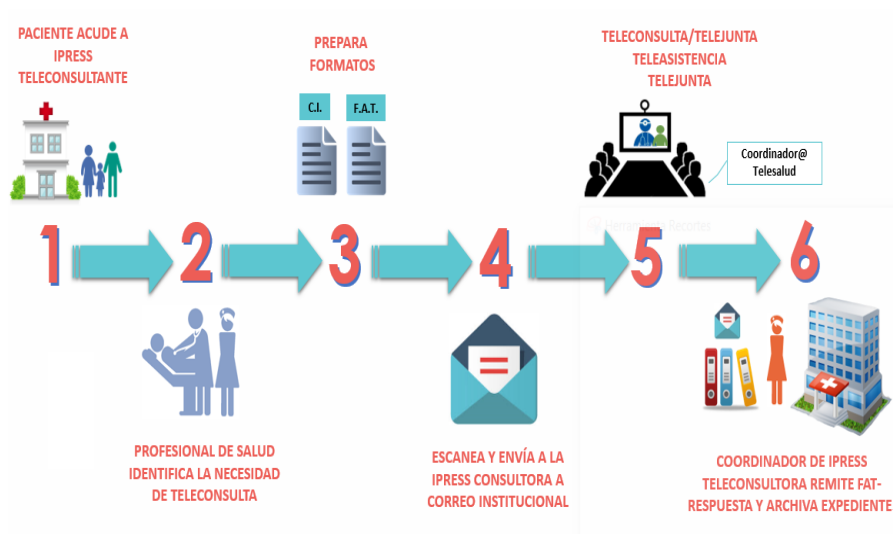 PACIENTE ACUDE A
IPRESS
TELECONSULTANTE
PREPARA
FORMATOS
C.I.
F.A.T.
TELECONSULTA/TELEJUNTA
TELEASISTENCIA
TELEJUNTA
Coordinador@
Telesalud
Herramienta Recortes
1
2
3
4
5
6
PROFESIONAL DE SALUD
IDENTIFICA LA NECESIDAD
DE TELECONSULTA
ESCANEA Y ENVÍA A LA
IPRESS CONSULTORA A
CORREO INSTITUCIONAL
COORDINADOR DE IPRESS
TELECONSULTORA REMITE FAT-
RESPUESTA Y ARCHIVA EXPEDIENTE